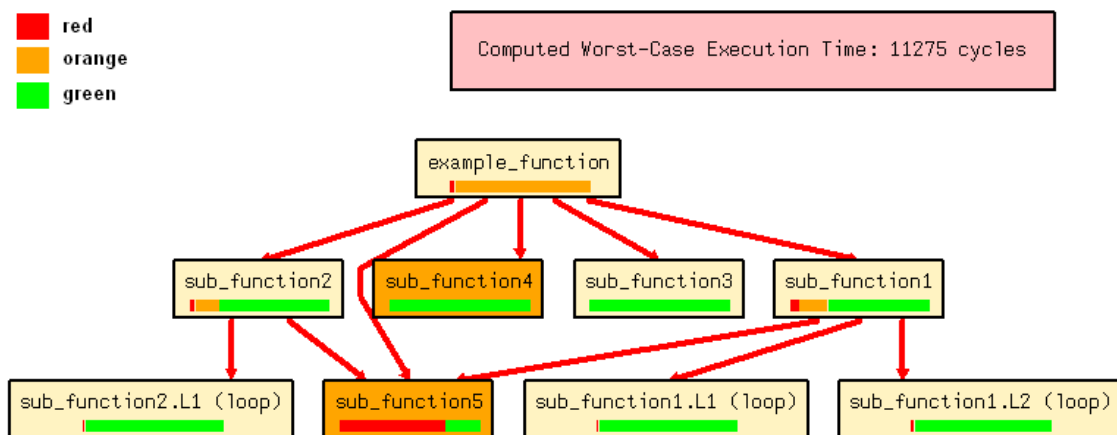 red
orange
green
Computed Worst-Case Execution Time: 11275 cycles
example_function
sub_function2
sub_function4
sub_function3
sub_function1
sub_function2.L1 (loop)
sub_function5
sub_function1.L1 (loop)
sub_function1.L2 (loop)